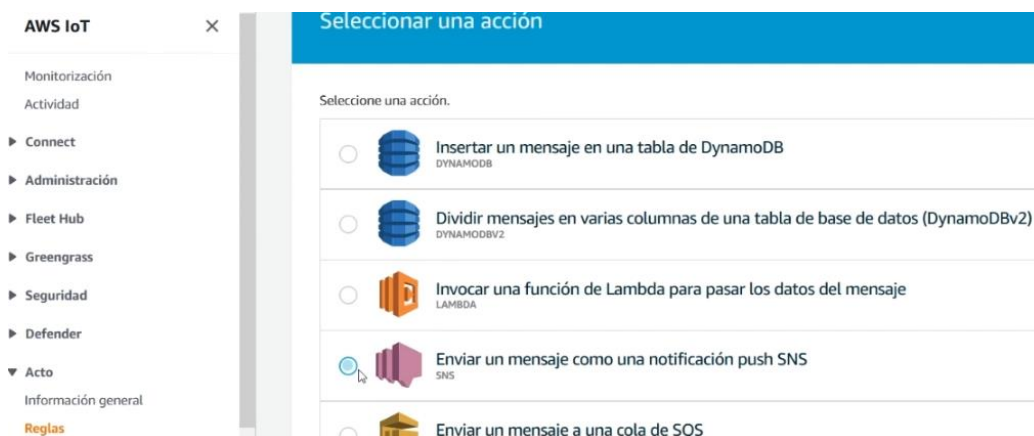 AWS IoT
Monitorización
Actividad
Connect
Administración
Fleet Hub
Greengrass
Seguridad
Defender
Acto
Información general
Reglas
Seleccionar una acción
Seleccione una acción.
Insertar un mensaje en una tabla de DynamoDB
DYNAMODB
Dividir mensajes en varias columnas de una tabla de base de datos (DynamoDBv2)
DYNAMODBV2
Invocar una función de Lambda para pasar los datos del mensaje
LAMBDA
Enviar un mensaje como una notificación push SNS
SNS
Enviar un mensaje a una cola de SQS